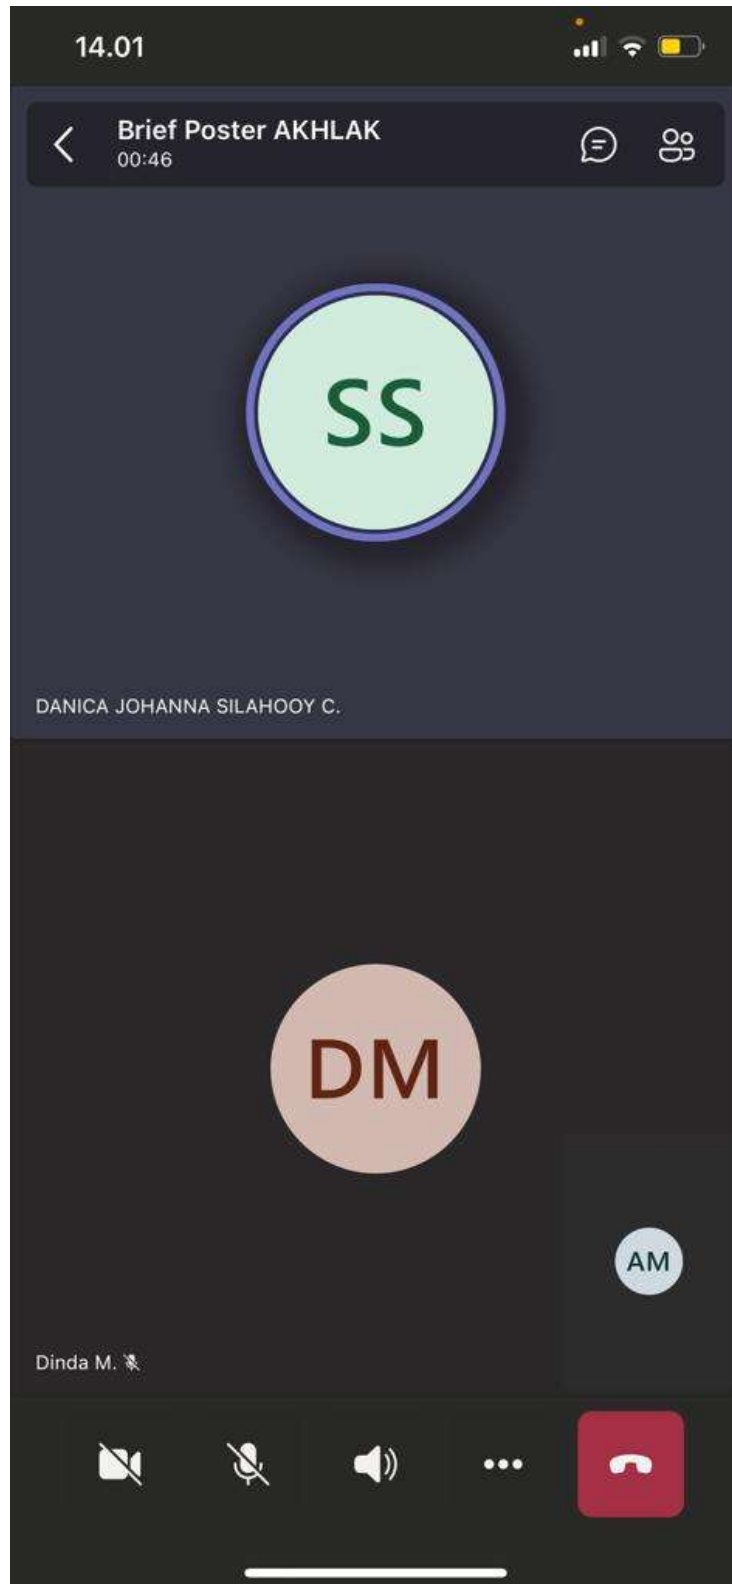 14.01
Brief Poster AKHLAK
00:46
SS
DANICA JOHANNA SILAHOOY C.
DM
AM
Dinda M.